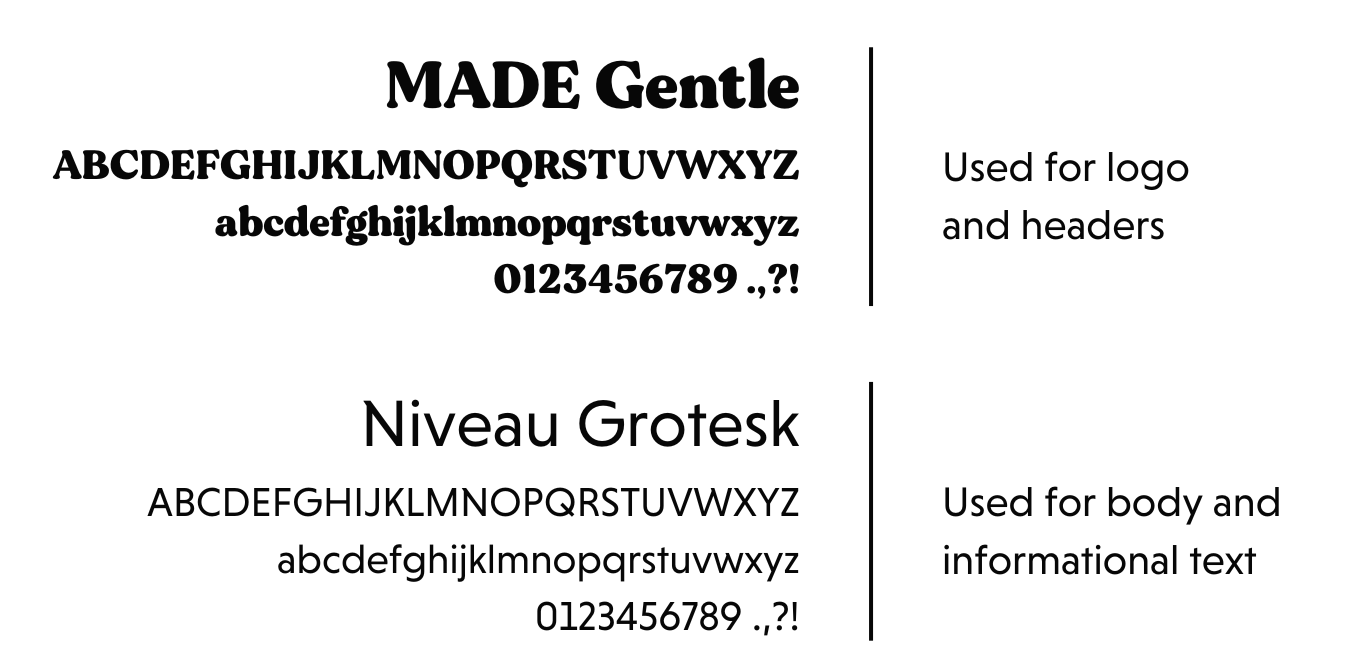 MADE Gentle
ABCDEFGHIJKLMNOPQRSTUVWXYZ
abcdefghijklmnopqrstuvwxyz
0123456789 .,?!
Used for logo
and headers
Niveau Grotesk
ABCDEFGHIJKLMNOPQRSTUVWXYZ
abcdefghijklmnopqrstuvwxyz
0123456789 .,?!
Used for body and
informational text